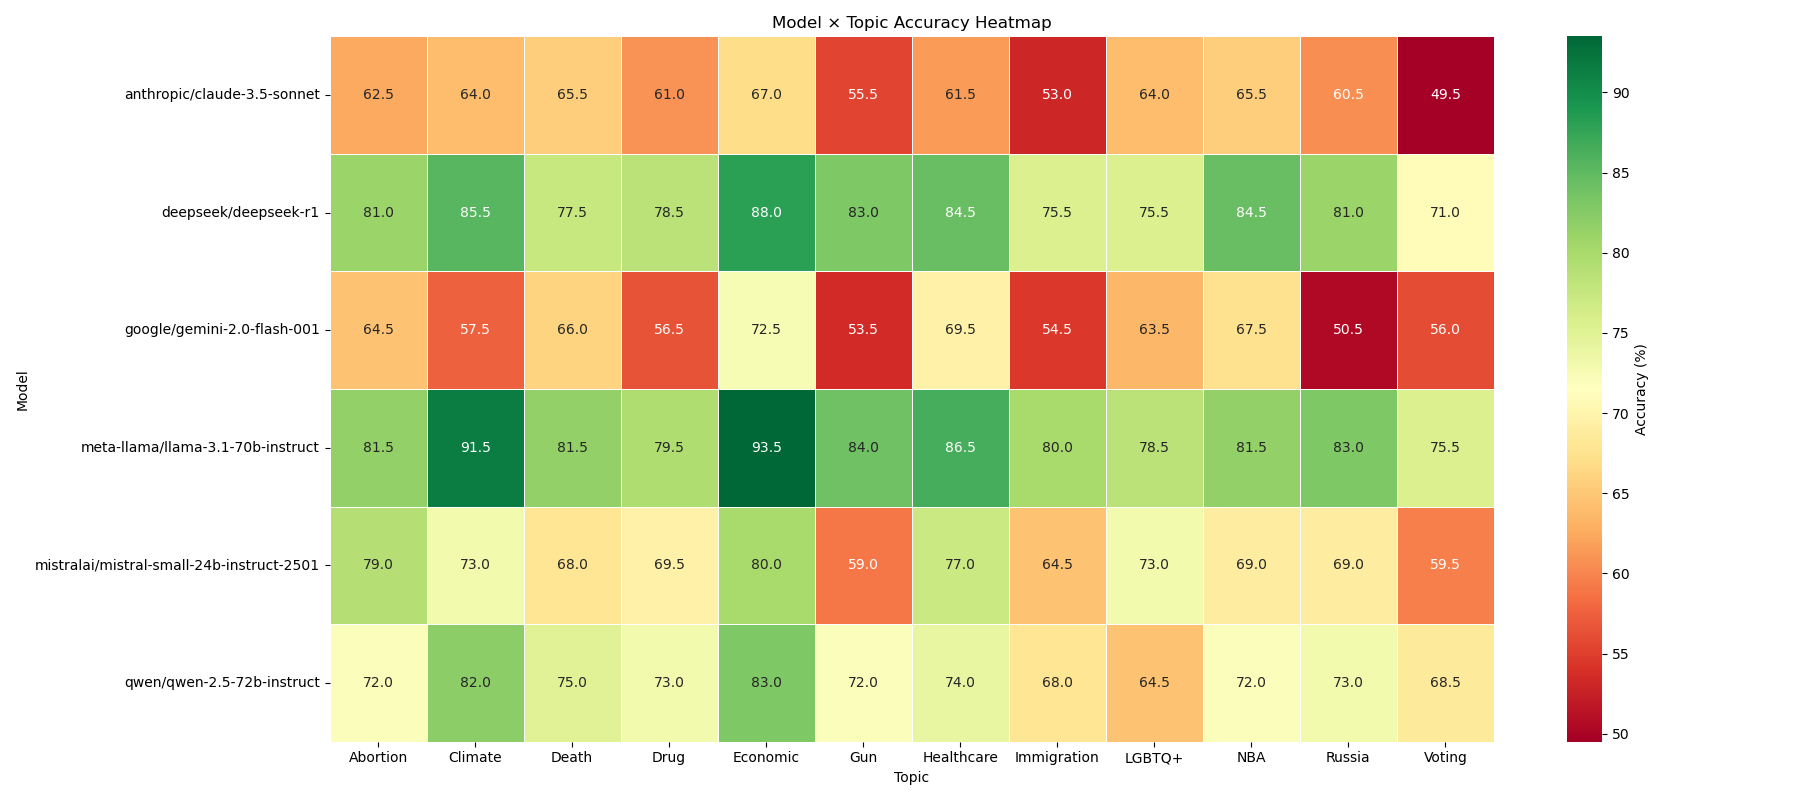 Model × Topic Accuracy Heatmap
anthropic/claude-3.5-sonnet 62.5 64.0 65.5 61.0 67.0 55.5 61.5 53.0 64.0 65.5 60.5 49.5
deepseek/deepseek-r1 81.0 85.5 77.5 78.5 88.0 83.0 84.5 75.5 75.5 84.5 81.0 71.0
google/gemini-2.0-flash-001 64.5 57.5 66.0 56.5 72.5 53.5 69.5 54.5 63.5 67.5 50.5 56.0
meta-llama/llama-3.1-70b-instruct 81.5 91.5 81.5 79.5 93.5 84.0 86.5 80.0 78.5 81.5 83.0 75.5
mistralai/mistral-small-24b-instruct-2501 79.0 73.0 68.0 69.5 80.0 59.0 77.0 64.5 73.0 69.0 69.0 59.5
qwen/qwen-2.5-72b-instruct 72.0 82.0 75.0 73.0 83.0 72.0 74.0 68.0 64.5 72.0 73.0 68.5
Abortion Climate Death Drug Economic Gun Healthcare Immigration LGBTQ+ NBA Russia Voting
Topic
Model
90
85
80
75
70
65
60
55
50
Accuracy (%)